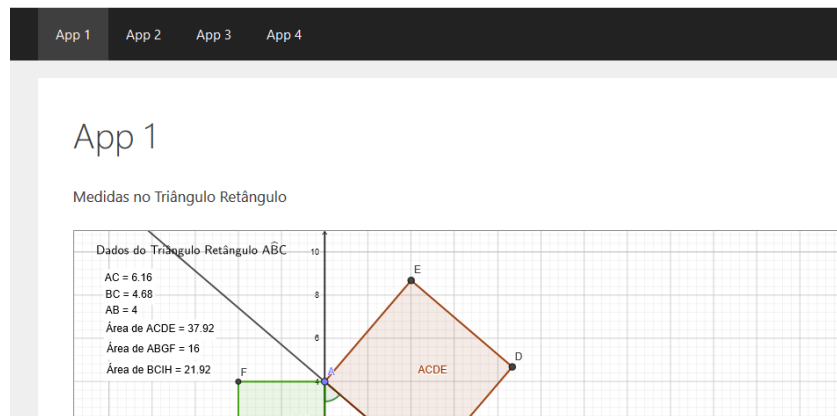 App 1 App 2 App 3 App 4
App 1
Medidas no Triângulo Retângulo
Dados do Triângulo Retângulo AB̂C
10
AC = 6.16
E
BC = 4.68
8
AB = 4
Área de ACDE = 37.92
6
Área de ABGF = 16
D
Área de BCIH = 21.92
F
A
ACDE
4